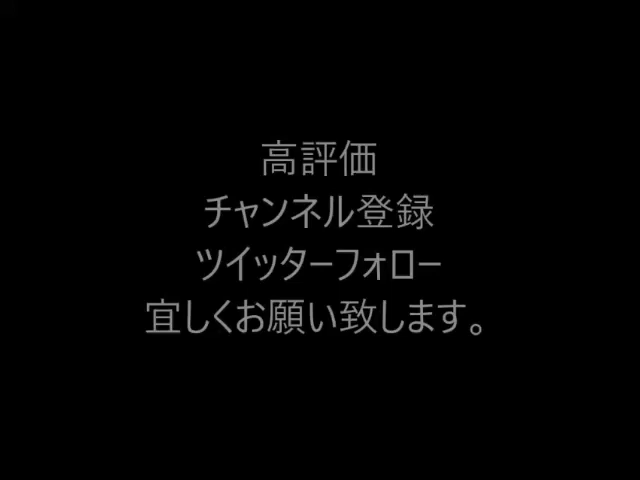 高評価
チャンネル登録
ツイッターフォロー
宜しくお願い致します。